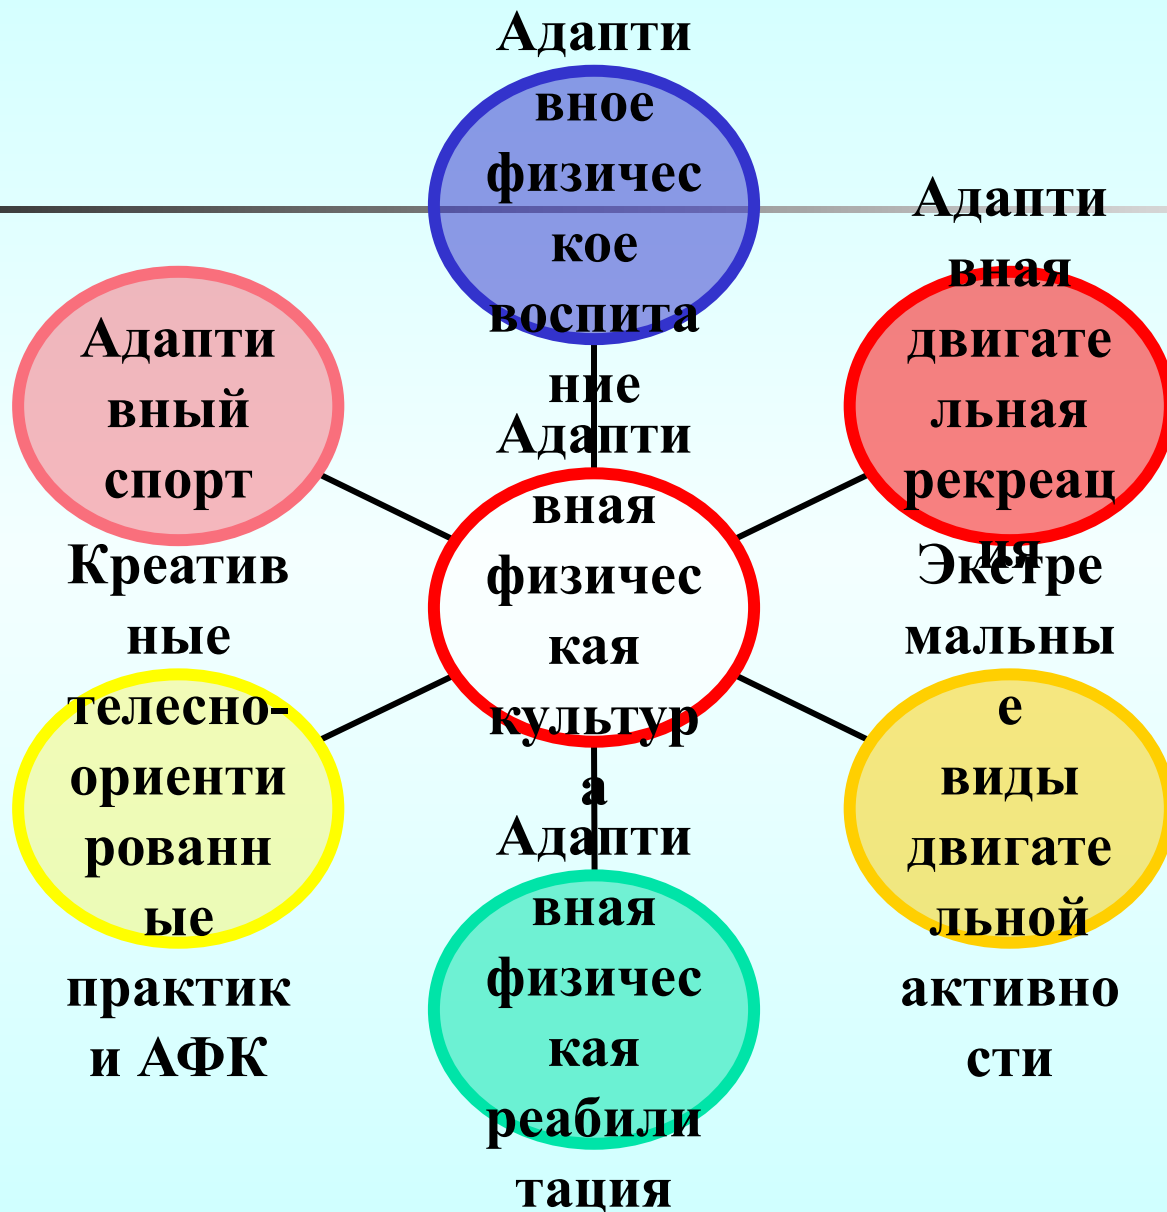 Адапти
вное
физичес
кое
воспита
ние
Адапти
вная
двигате
льная
рекреац
ия
Адапти
вный
спорт
Адапти
вная
физичес
кая
культур
а
Креатив
ные
телесно-
ориенти
рованн
ые
практик
и АФК
Экстре
мальны
е
виды
двигате
льной
активно
сти
Адапти
вная
физичес
кая
реабили
тация